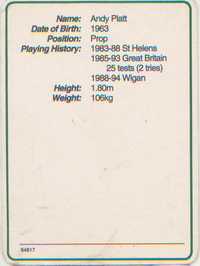 Name: Andy Platt
Date of Birth: 1963
Position: Prop
Playing History: 1983-88 St Helens
1985-93 Great Britain
25 tests (2 tries)
1988-94 Wigan
Height: 1.80m
Weight: 106kg
84817